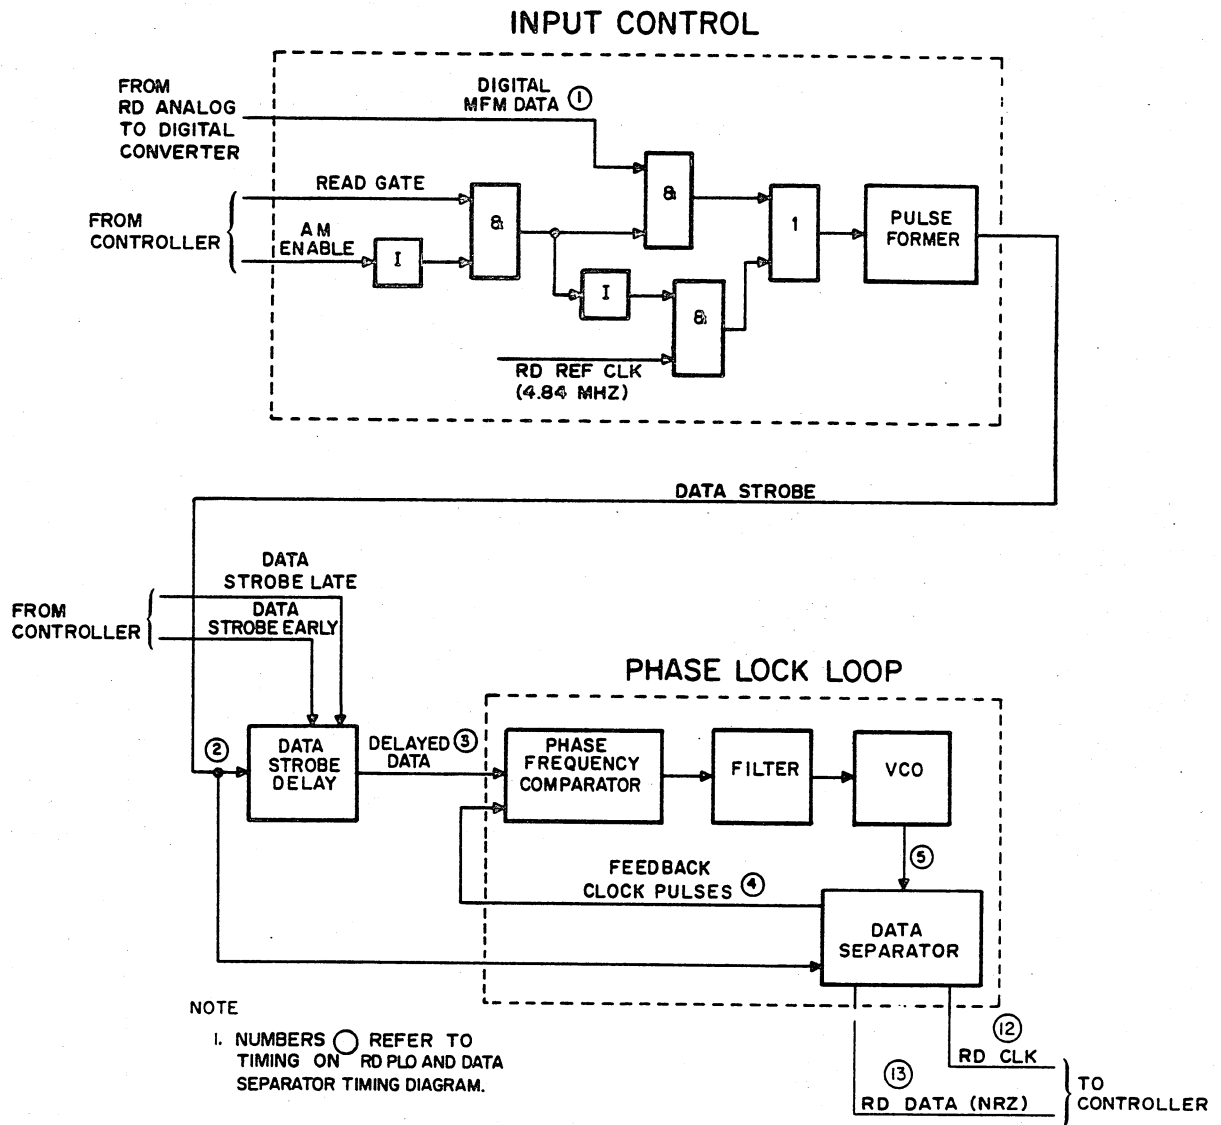 INPUT CONTROL
FROM
RD ANALOG
TO DIGITAL
CONVERTER
DIGITAL
MFM DATA 1
READ GATE
FROM
CONTROLLER
AM
ENABLE
I
&
&
I
&
1
PULSE
FORMER
RD REF CLK
(4.84 MHZ)
DATA STROBE
DATA
STROBE LATE
FROM
CONTROLLER
DATA
STROBE EARLY
PHASE LOCK LOOP
2
DATA
STROBE
DELAY
DELAYED 3
DATA
PHASE
FREQUENCY
COMPARATOR
FILTER
VCO
5
FEEDBACK
CLOCK PULSES 4
DATA
SEPARATOR
NOTE
1. NUMBERS ◯ REFER TO
TIMING ON RD PLO AND DATA
SEPARATOR TIMING DIAGRAM.
12
RD CLK
13
RD DATA (NRZ)
TO
CONTROLLER